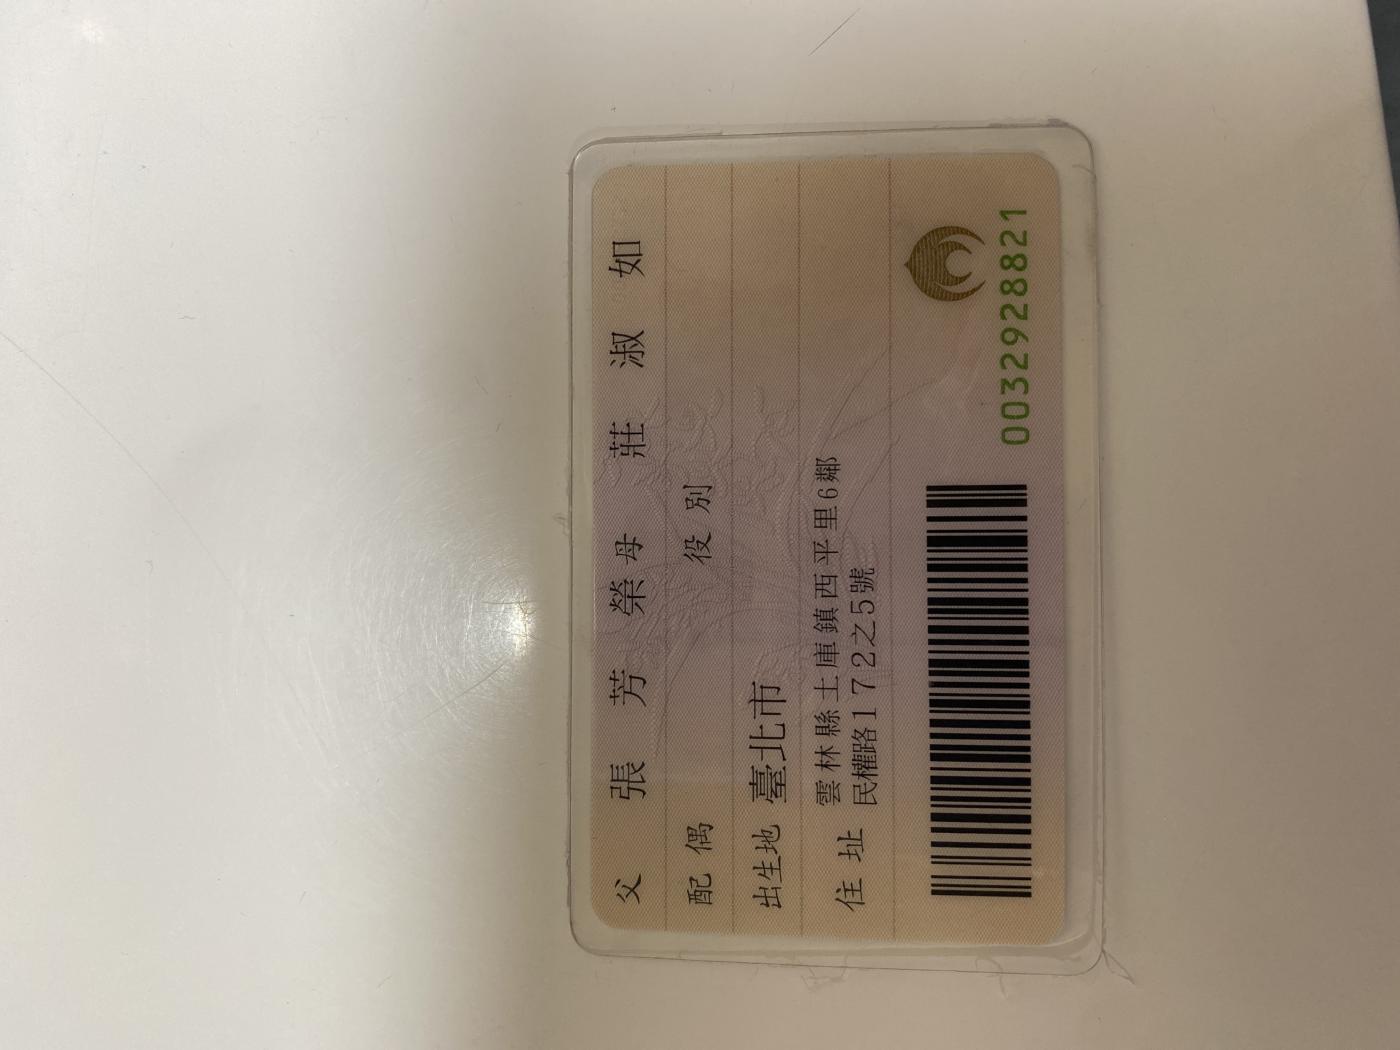 父 張芳榮 母 莊淑如
配偶 役別
出生地 臺北市
住址 雲林縣土庫鎮西平里6鄰
民權路172之5號
0032928821